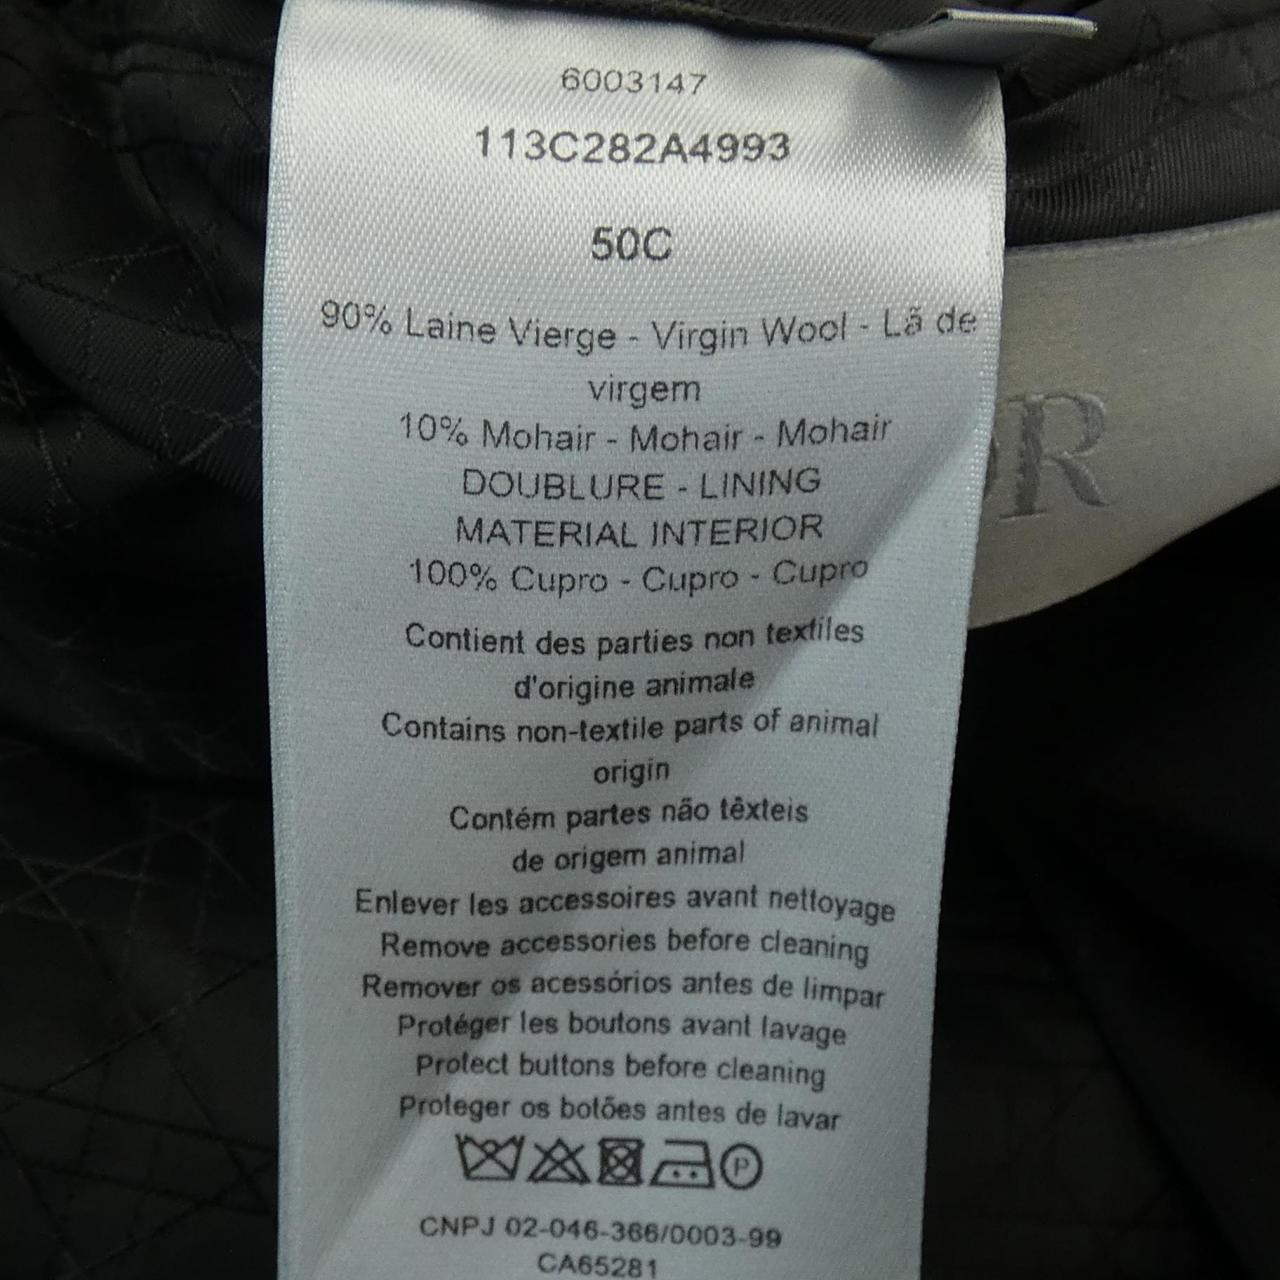 6003147
113C282A4993
50C
90% Laine Vierge - Virgin Wool - Lã de
virgem
10% Mohair - Mohair - Mohair
DOUBLURE - LINING
MATERIAL INTERIOR
100% Cupro - Cupro - Cupro
Contient des parties non textiles
d'origine animale
Contains non-textile parts of animal
origin
Contém partes não têxteis
de origem animal
Enlever les accessoires avant nettoyage
Remove accessories before cleaning
Remover os acessórios antes de limpar
Protéger les boutons avant lavage
Protect buttons before cleaning
Proteger os botões antes de lavar
P
CNPJ 02-046-366/0003-99
CA65281
OR